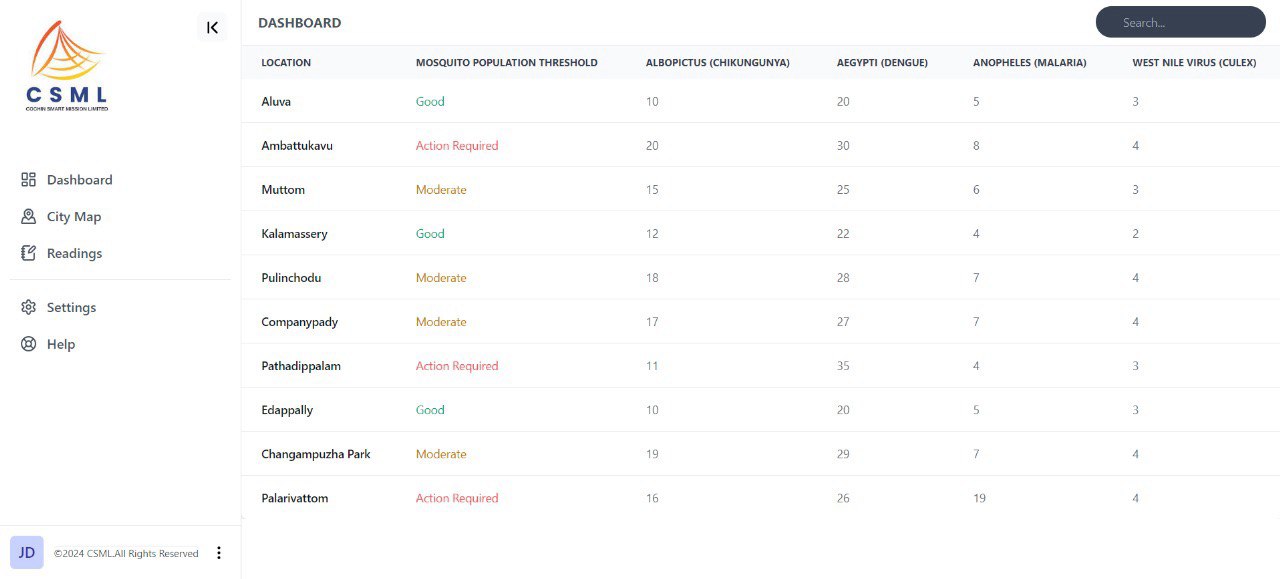 CSML
COCHIN SMART MISSION LIMITED
Dashboard
City Map
Readings
Settings
Help
JD ©2024 CSML.All Rights Reserved
DASHBOARD Search...
LOCATION MOSQUITO POPULATION THRESHOLD ALBOPICTUS (CHIKUNGUNYA) AEGYPTI (DENGUE) ANOPHELES (MALARIA) WEST NILE VIRUS (CULEX)
Aluva Good 10 20 5 3
Ambattukavu Action Required 20 30 8 4
Muttom Moderate 15 25 6 3
Kalamassery Good 12 22 4 2
Pulinchodu Moderate 18 28 7 4
Companypady Moderate 17 27 7 4
Pathadippalam Action Required 11 35 4 3
Edappally Good 10 20 5 3
Changampuzha Park Moderate 19 29 7 4
Palarivattom Action Required 16 26 19 4